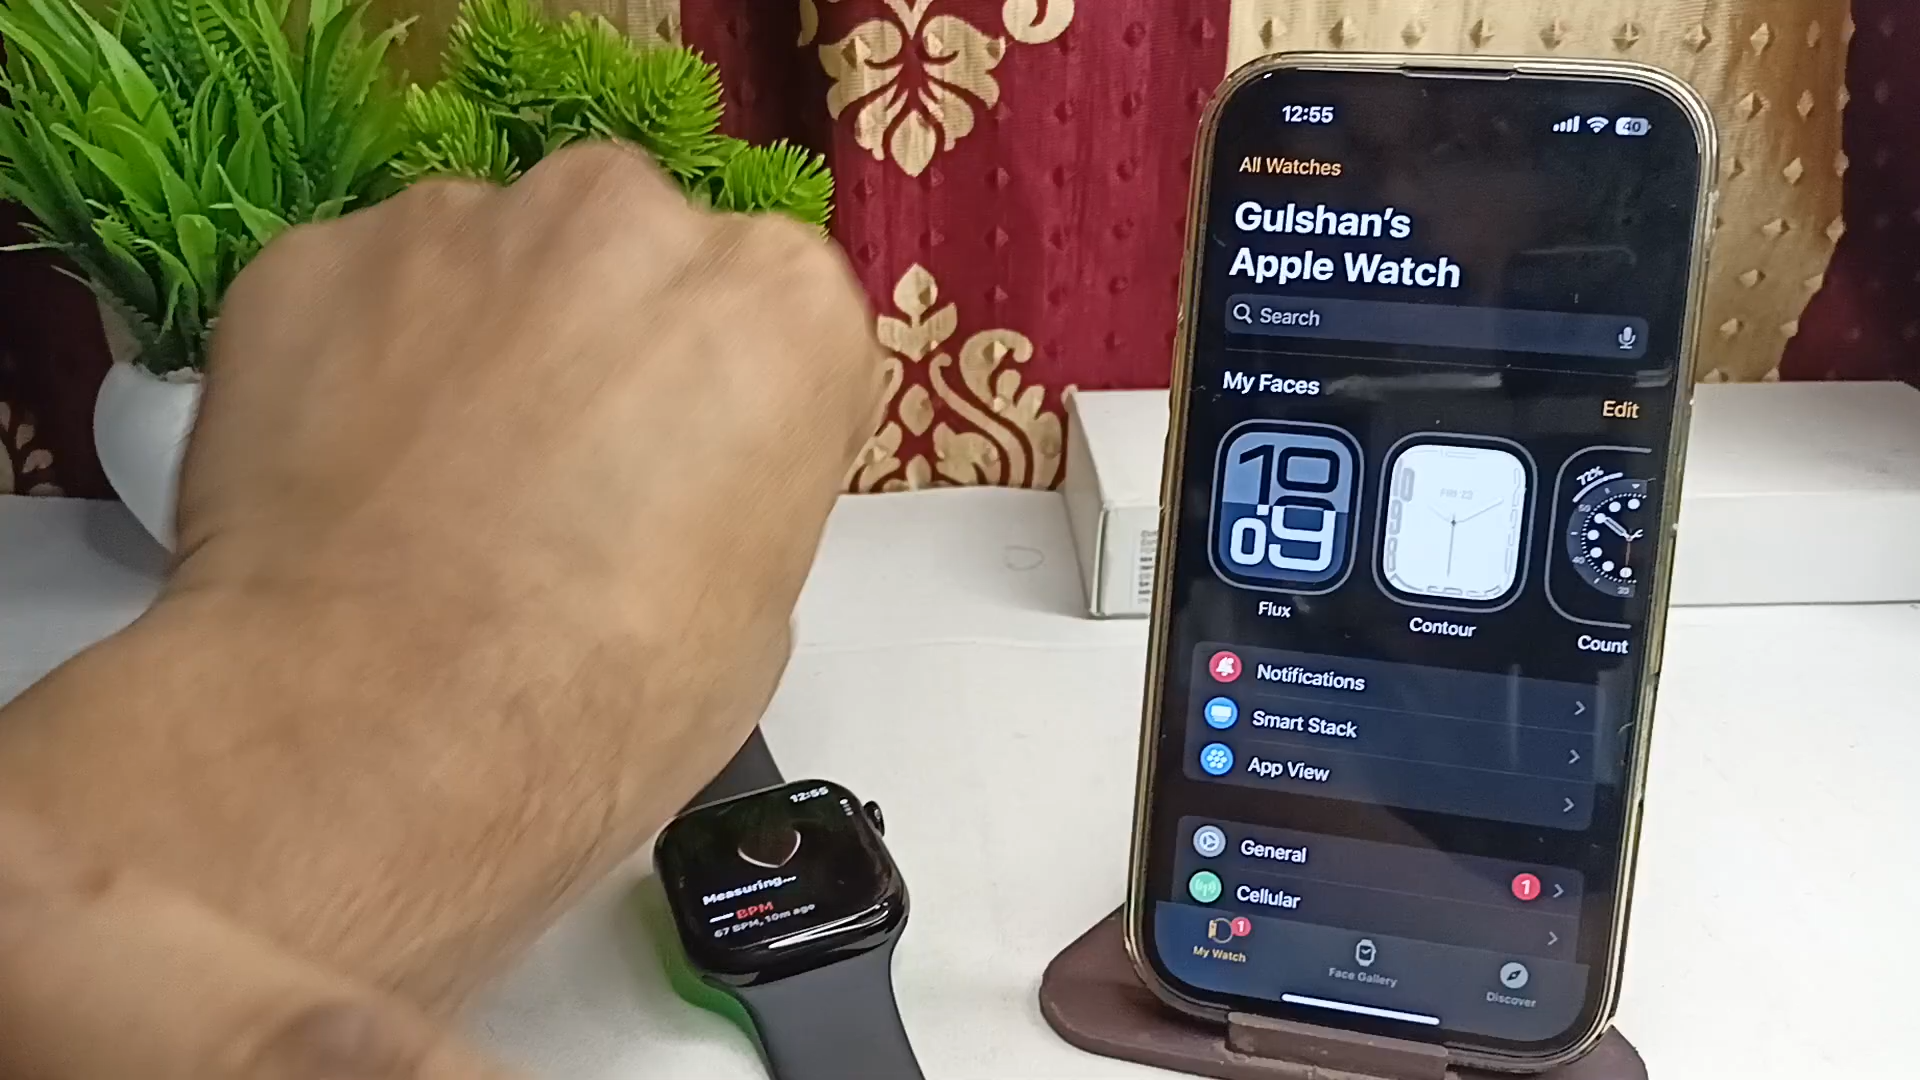 12:55
40
All Watches
Gulshan's
Apple Watch
Search
My Faces
Edit
10
09
72%
Flux
Contour
Count
Notifications
Smart Stack
App View
General
1
Cellular
My Watch
1
Face Gallery
Discover
12:55
Measuring...
-- BPM
67 BPM, 10m ago